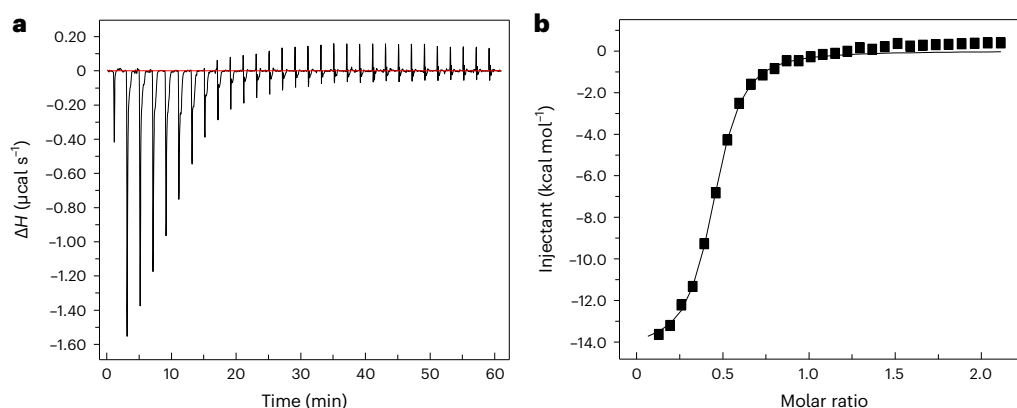 a
0.20
0
–0.20
–0.40
–0.60
–0.80
–1.00
–1.20
–1.40
–1.60
ΔH (μcal s⁻¹)
0 10 20 30 40 50 60
Time (min)
b
0
–2.0
–4.0
–6.0
–8.0
–10.0
–12.0
–14.0
Injectant (kcal mol⁻¹)
0 0.5 1.0 1.5 2.0
Molar ratio